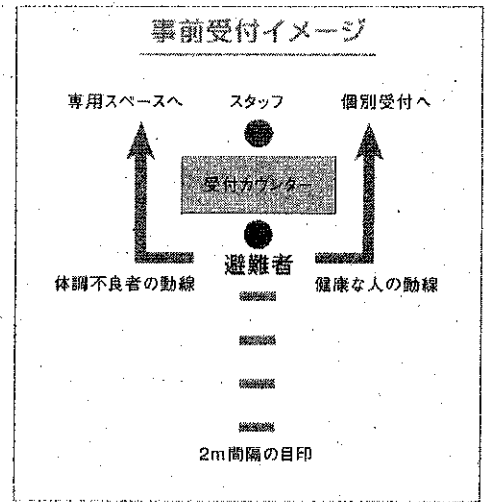 事前受付イメージ
専用スペースへ
スタッフ
個別受付へ
受付カウンター
避難者
体調不良者の動線
健康な人の動線
2m間隔の目印